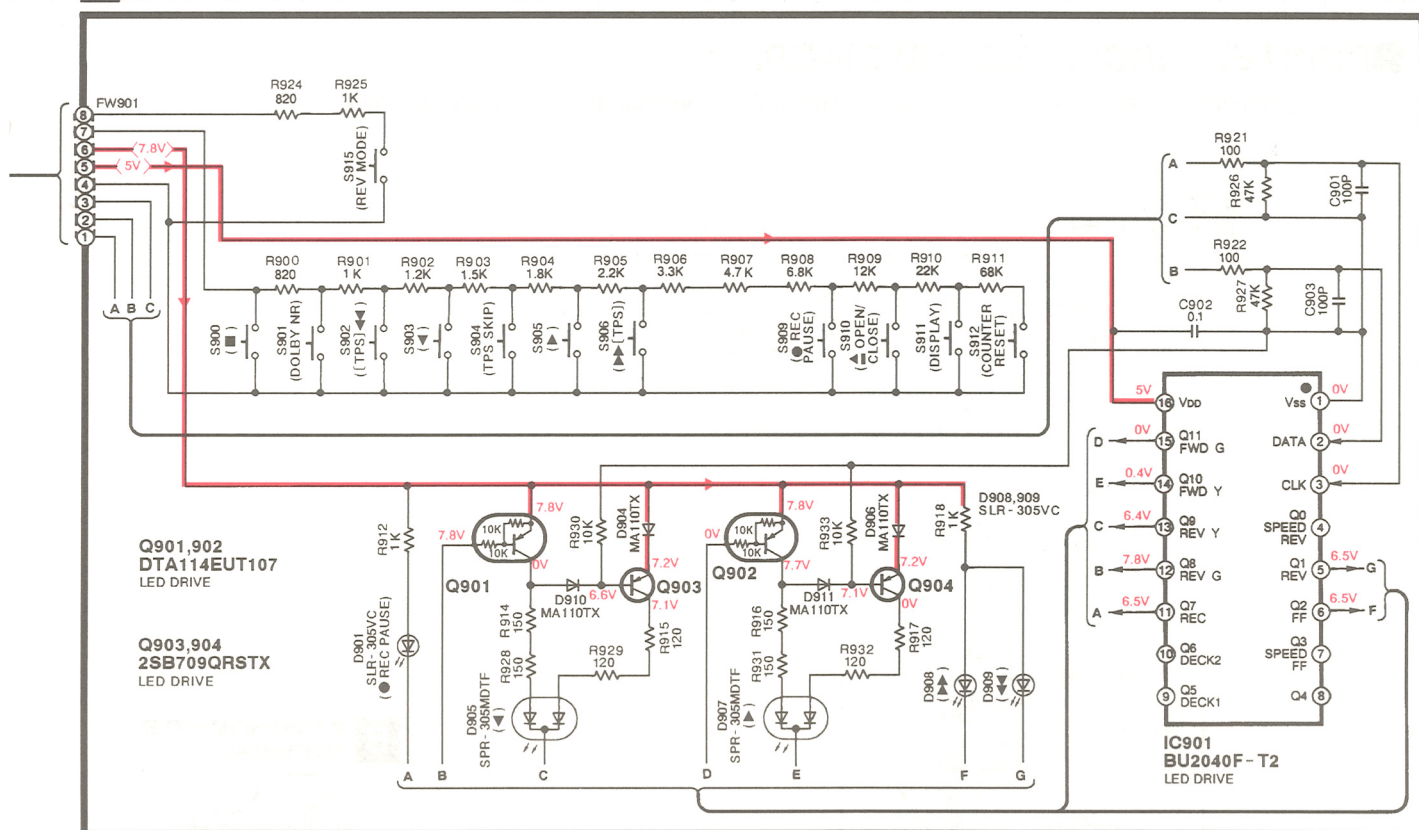 FW901
8
7
6
5
4
3
2
1
⟨7.8V⟩
⟨5V⟩
A B C
R924
820
R925
1K
S915
(REV MODE)
R900
820
R901
1K
R902
1.2K
R903
1.5K
R904
1.8K
R905
2.2K
R906
3.3K
R907
4.7K
R908
6.8K
R909
12K
R910
22K
R911
68K
S900
(■)
S901
(DOLBY NR)
S902
([TPS]◀◀)
S903
(◀)
S904
(TPS SKIP)
S905
(▶)
S906
(▶▶[TPS])
S909
(● REC
PAUSE)
S910
(◀❙❙ OPEN/
CLOSE)
S911
(DISPLAY)
S912
(COUNTER
RESET)
A
C
B
R921
100
R926
47K
C901
100P
R922
100
R927
47K
C903
100P
C902
0.1
5V
16 VDD
0V
VSS 1
D
0V
15 Q11
FWD G
0V
DATA 2
E
0.4V
14 Q10
FWD Y
0V
CLK 3
C
6.4V
13 Q9
REV Y
Q0
SPEED
REV
4
B
7.8V
12 Q8
REV G
Q1
REV
5
6.5V
G
A
6.5V
11 Q7
REC
Q2
FF
6
6.5V
F
10 Q6
DECK2
Q3
SPEED
FF
7
9 Q5
DECK1
Q4 8
IC901
BU2040F-T2
LED DRIVE
Q901,902
DTA114EUT107
LED DRIVE
Q903,904
2SB709QRSTX
LED DRIVE
R912
1K
D901
SLR-305VC
(● REC PAUSE)
7.8V
7.8V
10K
10K
0V
Q901
R930
10K
D904
MA110TX
7.2V
Q903
7.1V
D910
MA110TX
6.6V
R914
150
R928
150
R915
120
R929
120
D905
SPR-305MDTF
(◀)
0V
7.8V
10K
10K
7.7V
Q902
R933
10K
D906
MA110TX
7.2V
Q904
0V
D911
MA110TX
7.1V
R916
150
R931
150
R917
120
R932
120
D907
SPR-305MDTF
(▶)
R918
1K
D908,909
SLR-305VC
D908
(▶▶)
D909
(◀◀)
A B C D E F G